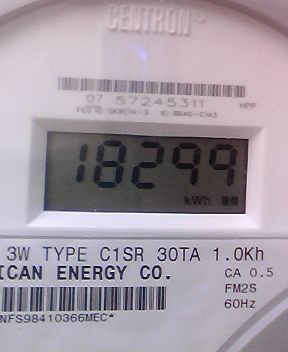 CENTRON®
07 57245311 HPP
18299
kWh
3W TYPE C1SR 30TA 1.0Kh
ICAN ENERGY CO. CA 0.5
FM2S
60Hz
NFS98410366MEC*